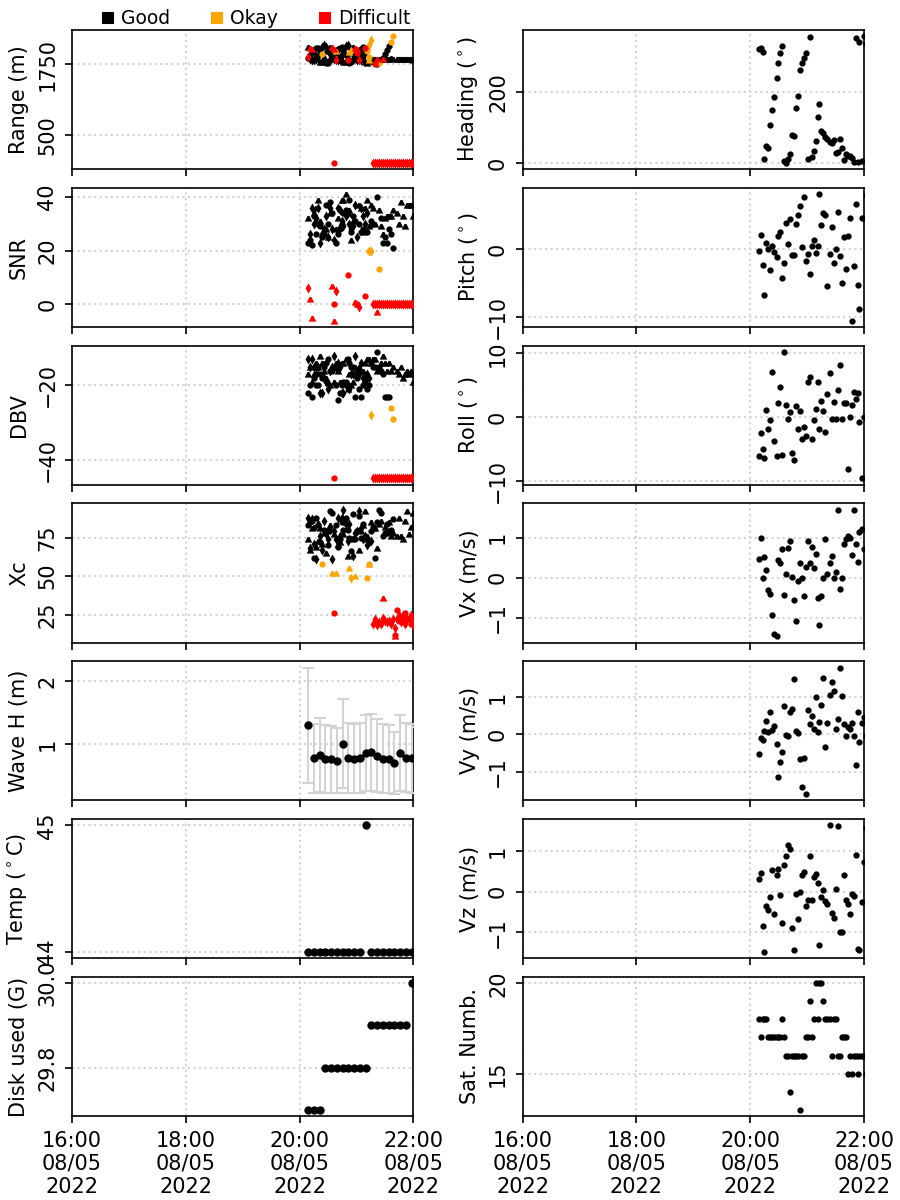 Good Okay Difficult
Range (m)
1750
500
Heading (°)
200
0
SNR
40
20
0
Pitch (°)
0
−10
DBV
−20
−40
Roll (°)
10
0
−10
Xc
75
50
25
Vx (m/s)
1
0
−1
Wave H (m)
2
1
Vy (m/s)
1
0
−1
Temp (°C)
45
44
Vz (m/s)
1
0
−1
Disk used (G)
30.0
29.8
Sat. Numb.
20
15
16:00 18:00 20:00 22:00 16:00 18:00 20:00 22:00
08/05 08/05 08/05 08/05 08/05 08/05 08/05 08/05
2022 2022 2022 2022 2022 2022 2022 2022